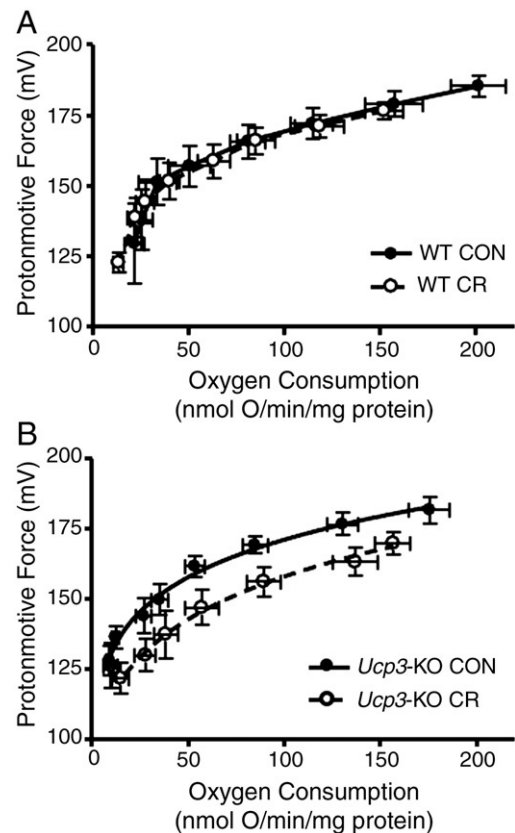 A
Protonmotive Force (mV)
200
175
150
125
100
0
50
100
150
200
WT CON
WT CR
Oxygen Consumption
(nmol O/min/mg protein)
B
Protonmotive Force (mV)
200
175
150
125
100
0
50
100
150
200
Ucp3-KO CON
Ucp3-KO CR
Oxygen Consumption
(nmol O/min/mg protein)